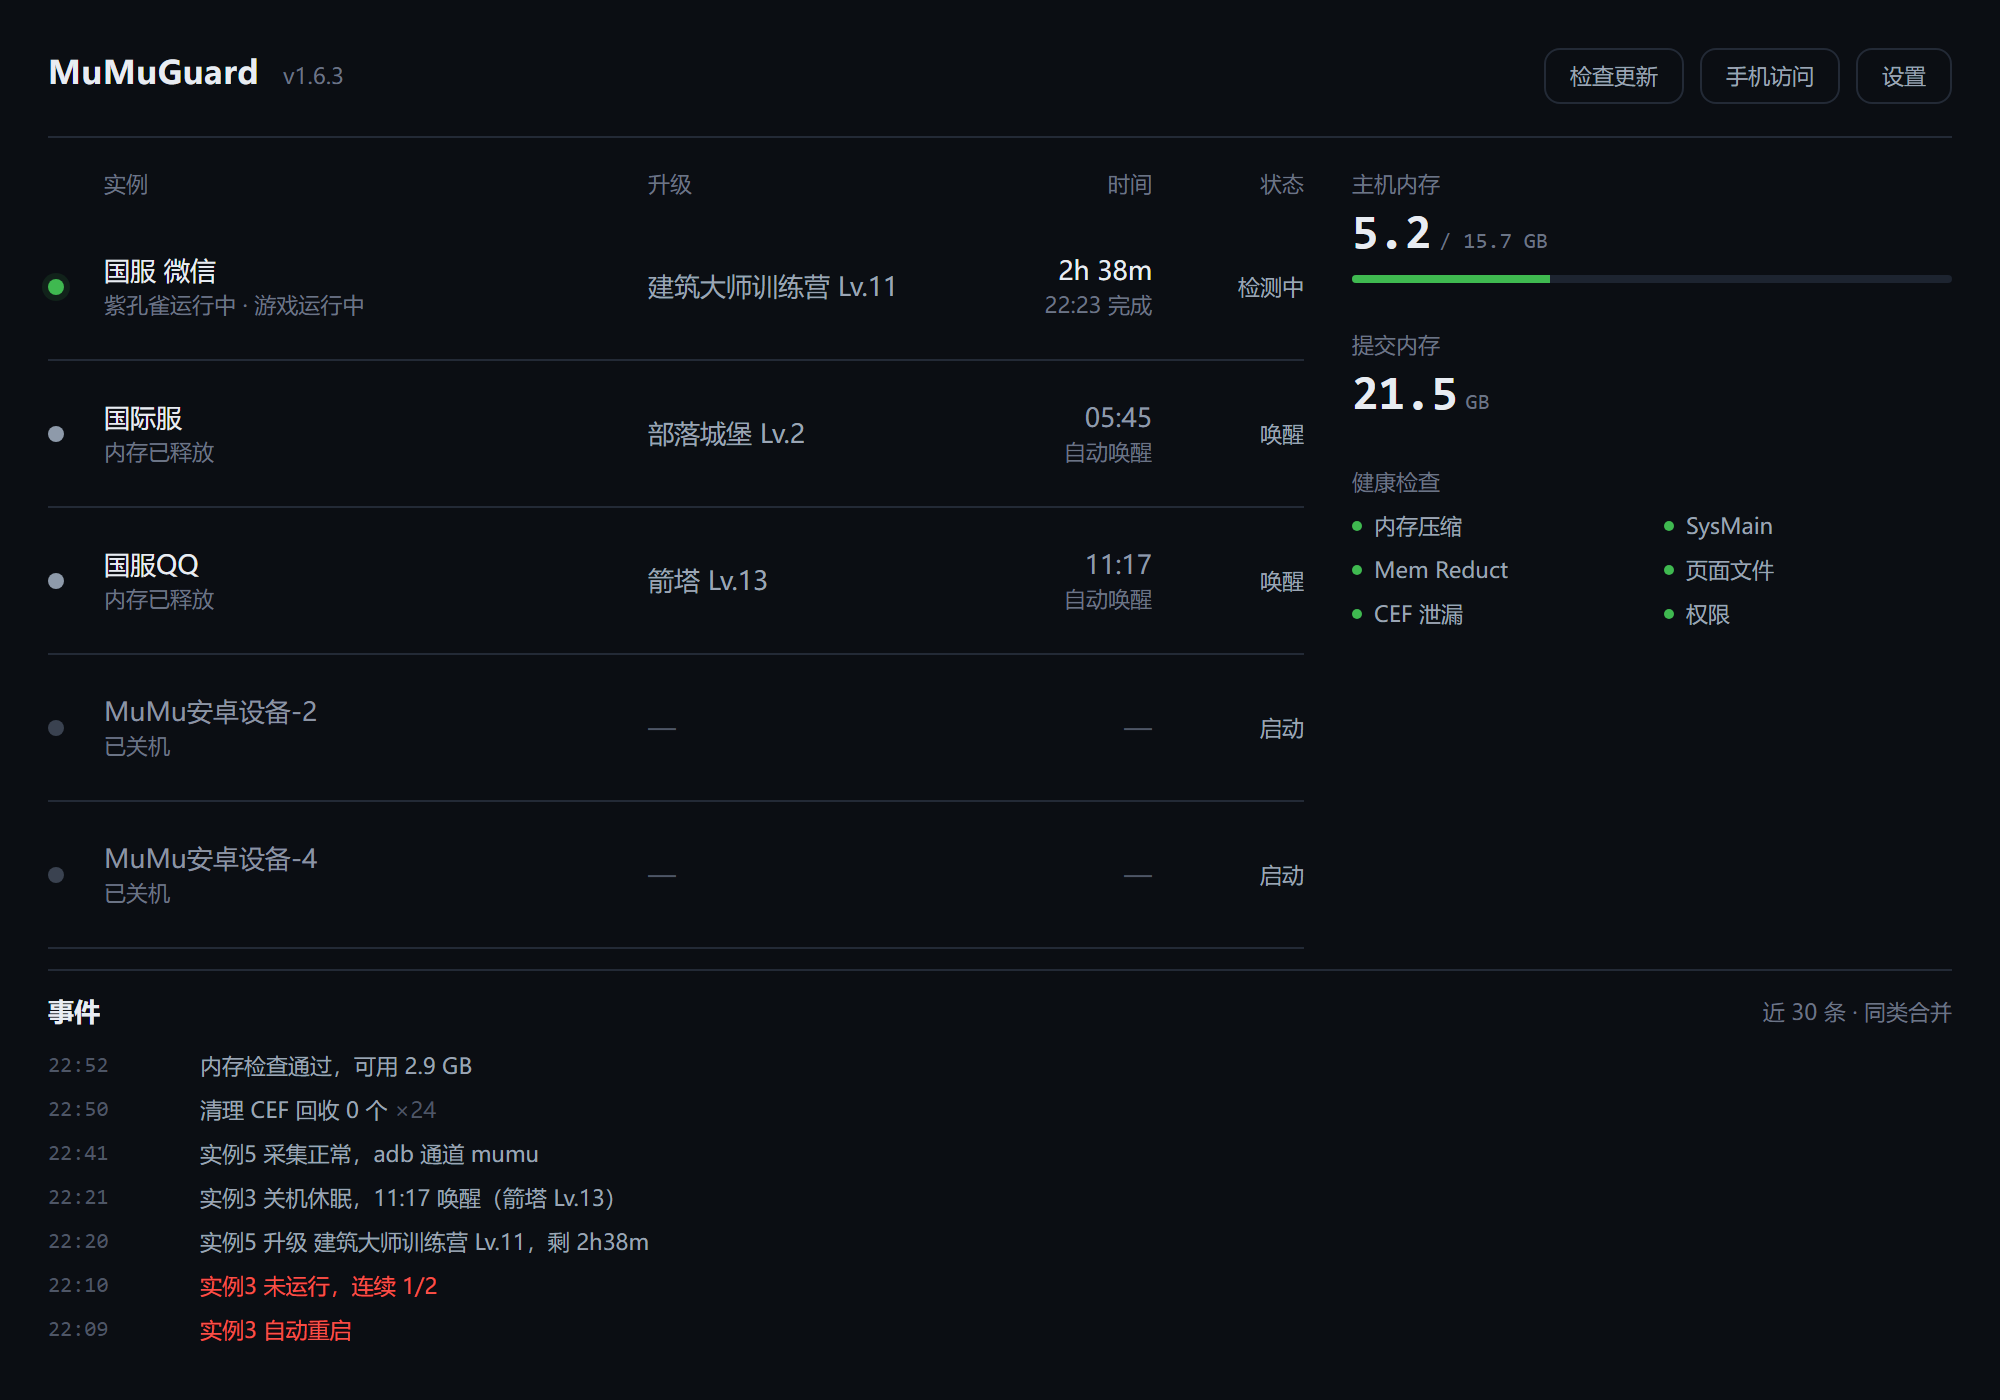 MuMuGuard v1.6.3
检查更新 手机访问 设置
实例 升级 时间 状态
国服 微信
紫孔雀运行中 · 游戏运行中
建筑大师训练营 Lv.11
2h 38m
22:23 完成
检测中
国际服
内存已释放
部落城堡 Lv.2
05:45
自动唤醒
唤醒
国服QQ
内存已释放
箭塔 Lv.13
11:17
自动唤醒
唤醒
MuMu安卓设备-2
已关机
—
—
启动
MuMu安卓设备-4
已关机
—
—
启动
主机内存
5.2 / 15.7 GB
提交内存
21.5 GB
健康检查
内存压缩 SysMain
Mem Reduct 页面文件
CEF 泄漏 权限
事件 近 30 条 · 同类合并
22:52 内存检查通过，可用 2.9 GB
22:50 清理 CEF 回收 0 个 ×24
22:41 实例5 采集正常，adb 通道 mumu
22:21 实例3 关机休眠，11:17 唤醒（箭塔 Lv.13）
22:20 实例5 升级 建筑大师训练营 Lv.11，剩 2h38m
22:10 实例3 未运行，连续 1/2
22:09 实例3 自动重启